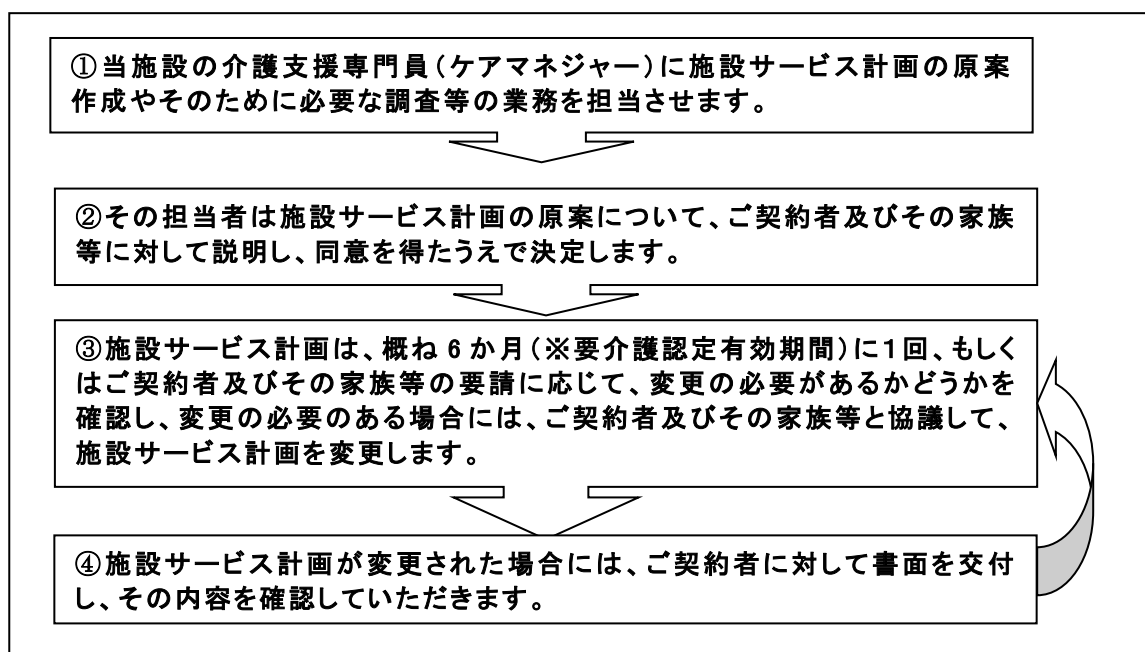 ①当施設の介護支援専門員(ケアマネジャー)に施設サービス計画の原案
作成やそのために必要な調査等の業務を担当させます。
②その担当者は施設サービス計画の原案について、ご契約者及びその家族
等に対して説明し、同意を得たうえで決定します。
③施設サービス計画は、概ね 6 か月(※要介護認定有効期間)に1回、もしく
はご契約者及びその家族等の要請に応じて、変更の必要があるかどうかを
確認し、変更の必要のある場合には、ご契約者及びその家族等と協議して、
施設サービス計画を変更します。
④施設サービス計画が変更された場合には、ご契約者に対して書面を交付
し、その内容を確認していただきます。